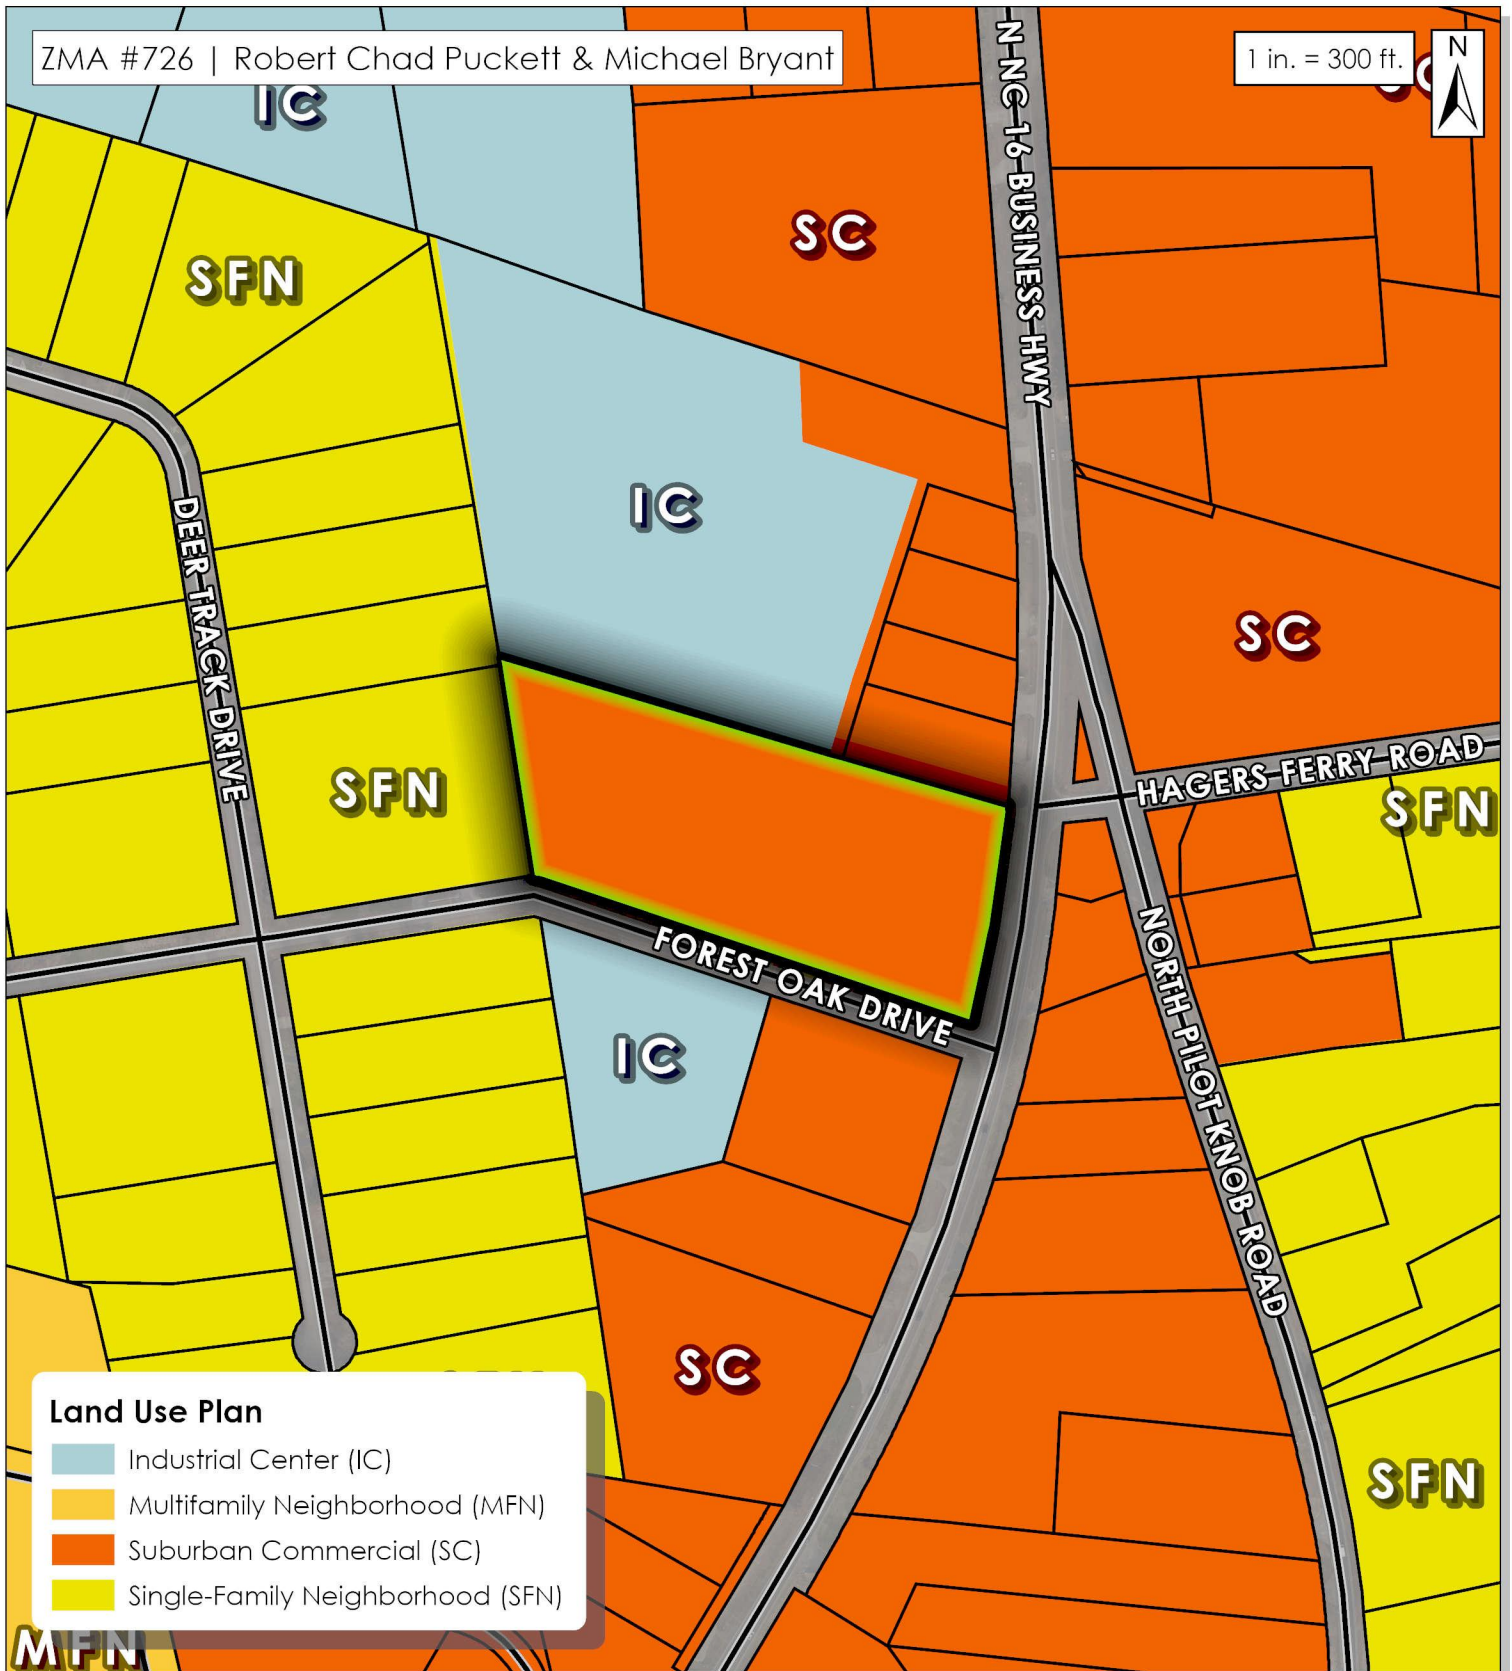 ZMA #726 | Robert Chad Puckett & Michael Bryant
1 in. = 300 ft.
N
IC
SC
N NC 16 BUSINESS HWY
SC
SFN
IC
DEER TRACK DRIVE
SC
SFN
HAGERS FERRY ROAD
SFN
FOREST OAK DRIVE
NORTH PILOT KNOB ROAD
IC
SC
SFN
Land Use Plan
Industrial Center (IC)
Multifamily Neighborhood (MFN)
Suburban Commercial (SC)
Single-Family Neighborhood (SFN)
MFN